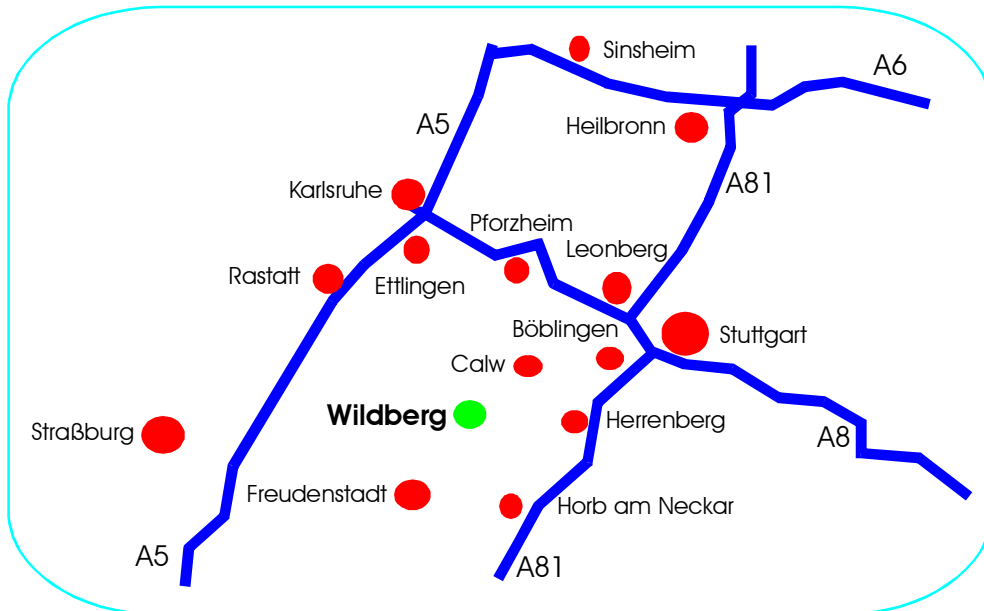 Sinsheim
A6
A5
Heilbronn
Karlsruhe
A81
Pforzheim
Leonberg
Rastatt
Ettlingen
Böblingen
Stuttgart
Calw
Wildberg
Herrenberg
Straßburg
A8
Freudenstadt
Horb am Neckar
A5
A81